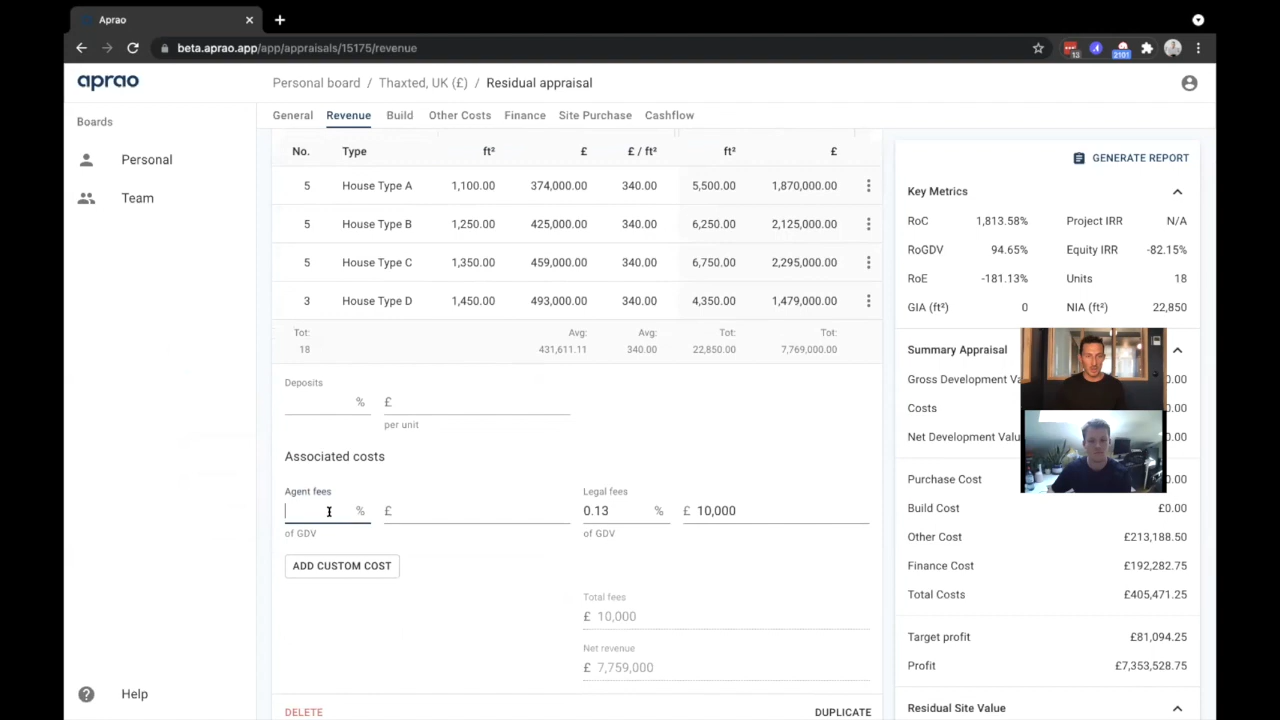 Aprao
beta.aprao.app/app/appraisals/15175/revenue
13
2101
aprao
Personal board / Thaxted, UK (£) / Residual appraisal
Boards
Personal
Team
Help
General Revenue Build Other Costs Finance Site Purchase Cashflow
No. Type ft² £ £ / ft² ft² £
5 House Type A 1,100.00 374,000.00 340.00 5,500.00 1,870,000.00
5 House Type B 1,250.00 425,000.00 340.00 6,250.00 2,125,000.00
5 House Type C 1,350.00 459,000.00 340.00 6,750.00 2,295,000.00
3 House Type D 1,450.00 493,000.00 340.00 4,350.00 1,479,000.00
Tot: Avg: Avg: Tot: Tot:
18 431,611.11 340.00 22,850.00 7,769,000.00
Deposits
% £
per unit
Associated costs
Agent fees Legal fees
% £ 0.13 % £ 10,000
of GDV of GDV
ADD CUSTOM COST
Total fees
£ 10,000
Net revenue
£ 7,759,000
DELETE DUPLICATE
GENERATE REPORT
Key Metrics
RoC 1,813.58% Project IRR N/A
RoGDV 94.65% Equity IRR -82.15%
RoE -181.13% Units 18
GIA (ft²) 0 NIA (ft²) 22,850
Summary Appraisal
Gross Development Va 0.00
Costs 0.00
Net Development Valu 0.00
Purchase Cost 0.00
Build Cost £0.00
Other Cost £213,188.50
Finance Cost £192,282.75
Total Costs £405,471.25
Target profit £81,094.25
Profit £7,353,528.75
Residual Site Value